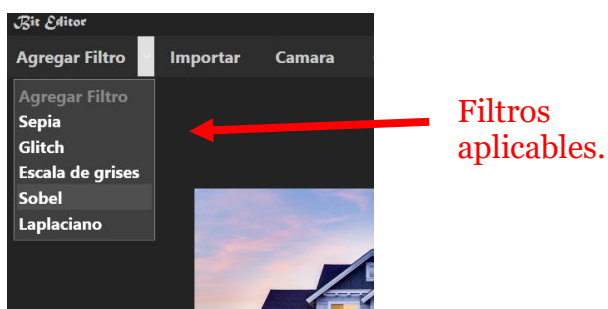 Bit Editor
Agregar Filtro Importar Camara
Agregar Filtro
Sepia
Glitch
Escala de grises
Sobel
Laplaciano
Filtros
aplicables.